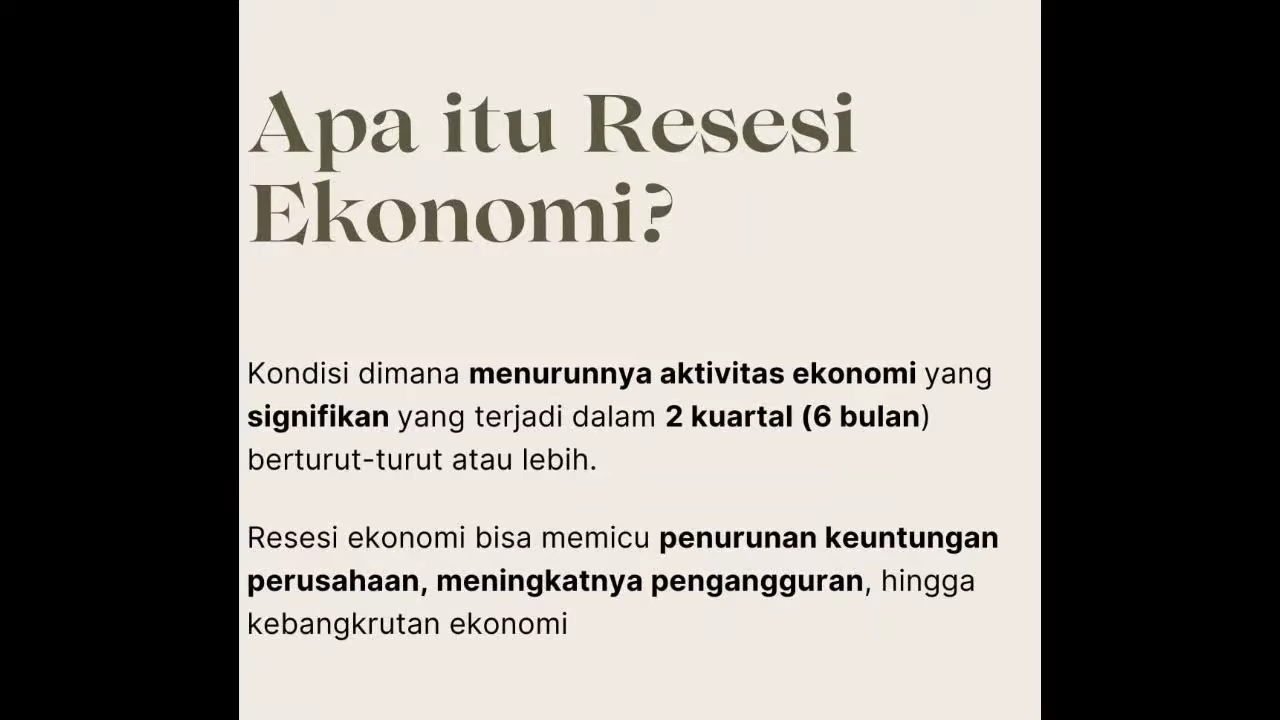 Apa itu Resesi
Ekonomi?
Kondisi dimana menurunnya aktivitas ekonomi yang
signifikan yang terjadi dalam 2 kuartal (6 bulan)
berturut-turut atau lebih.
Resesi ekonomi bisa memicu penurunan keuntungan
perusahaan, meningkatnya pengangguran, hingga
kebangkrutan ekonomi